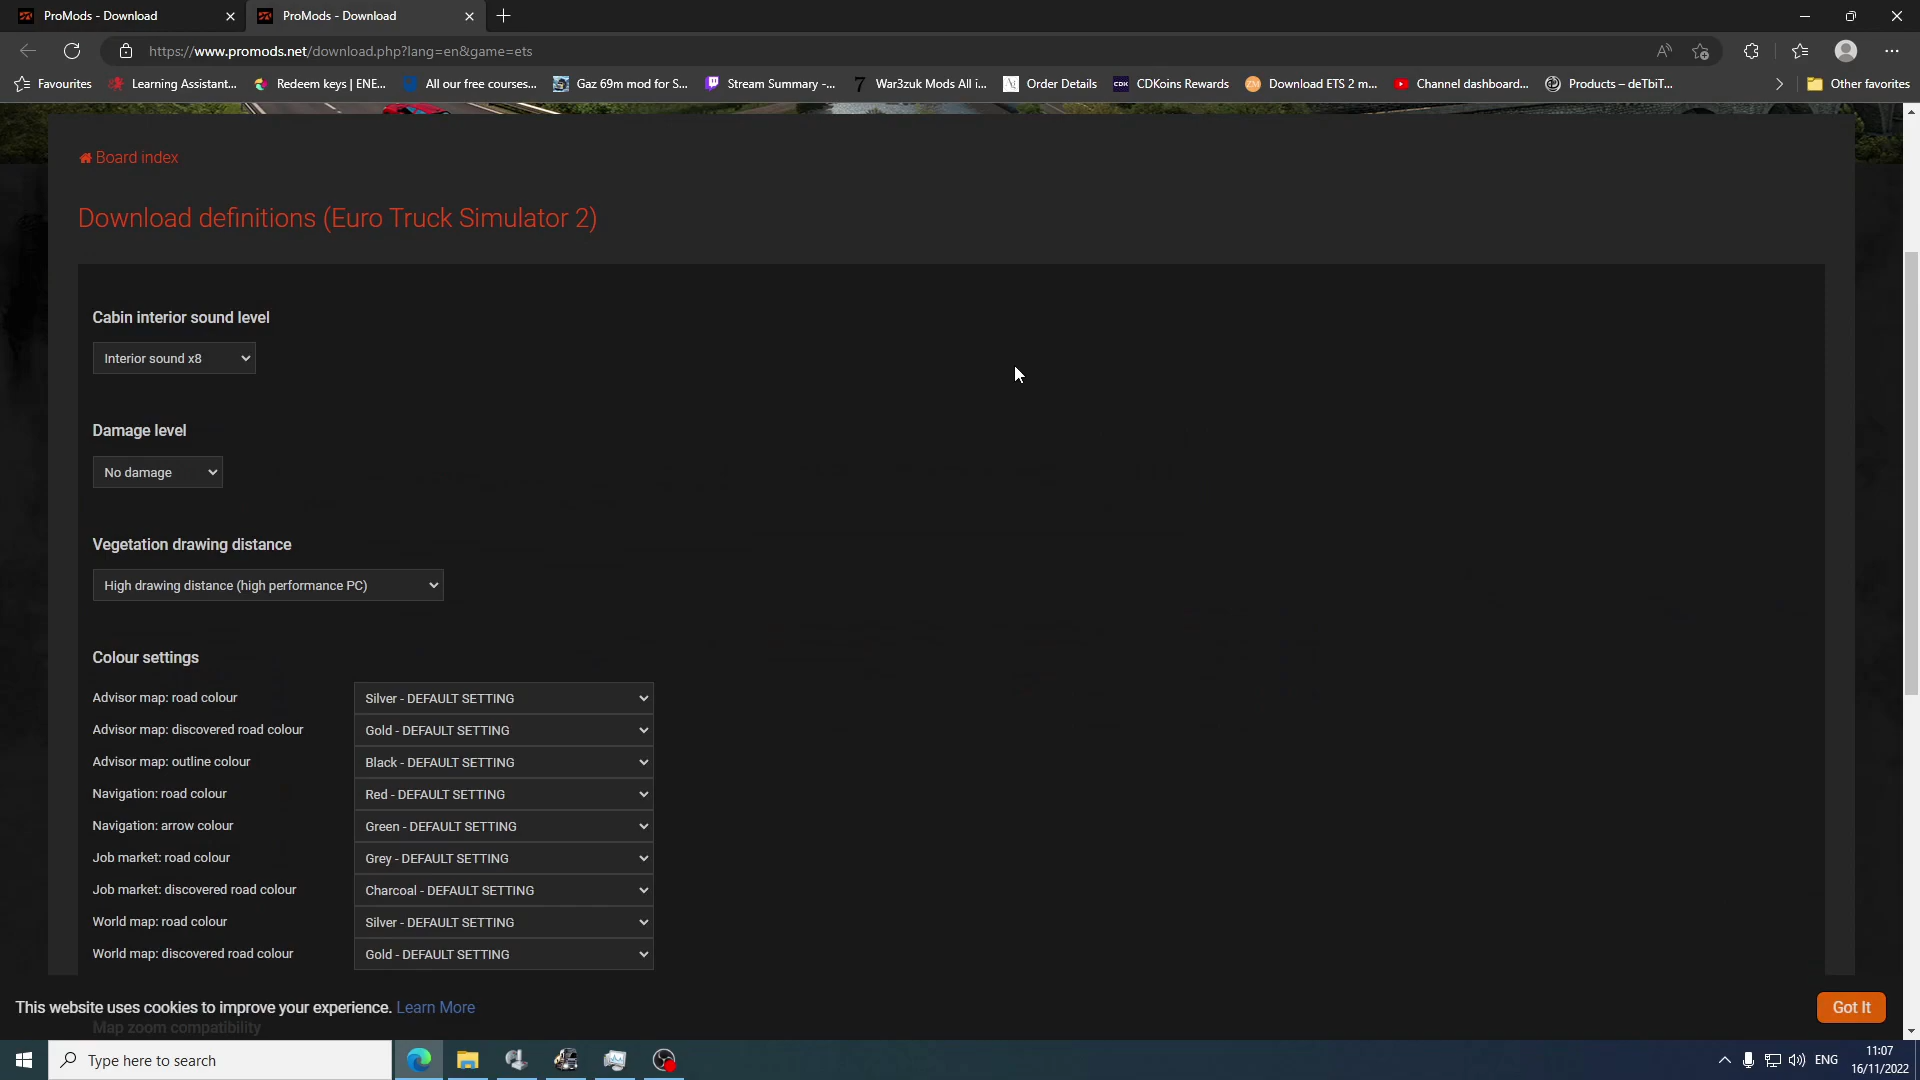 ProMods - Download
ProMods - Download
https://www.promods.net/download.php?lang=en&game=ets
Favourites
Learning Assistant...
Redeem keys | ENE...
All our free courses...
Gaz 69m mod for S...
Stream Summary -...
War3zuk Mods All i...
Order Details
CDKoins Rewards
Download ETS 2 m...
Channel dashboard...
Products – deTbiT...
Other favorites
Board index
Download definitions (Euro Truck Simulator 2)
Cabin interior sound level
Interior sound x8
Damage level
No damage
Vegetation drawing distance
High drawing distance (high performance PC)
Colour settings
Advisor map: road colour
Silver - DEFAULT SETTING
Advisor map: discovered road colour
Gold - DEFAULT SETTING
Advisor map: outline colour
Black - DEFAULT SETTING
Navigation: road colour
Red - DEFAULT SETTING
Navigation: arrow colour
Green - DEFAULT SETTING
Job market: road colour
Grey - DEFAULT SETTING
Job market: discovered road colour
Charcoal - DEFAULT SETTING
World map: road colour
Silver - DEFAULT SETTING
World map: discovered road colour
Gold - DEFAULT SETTING
This website uses cookies to improve your experience. Learn More
Got It
Map zoom compatibility
Type here to search
ENG
11:07
16/11/2022